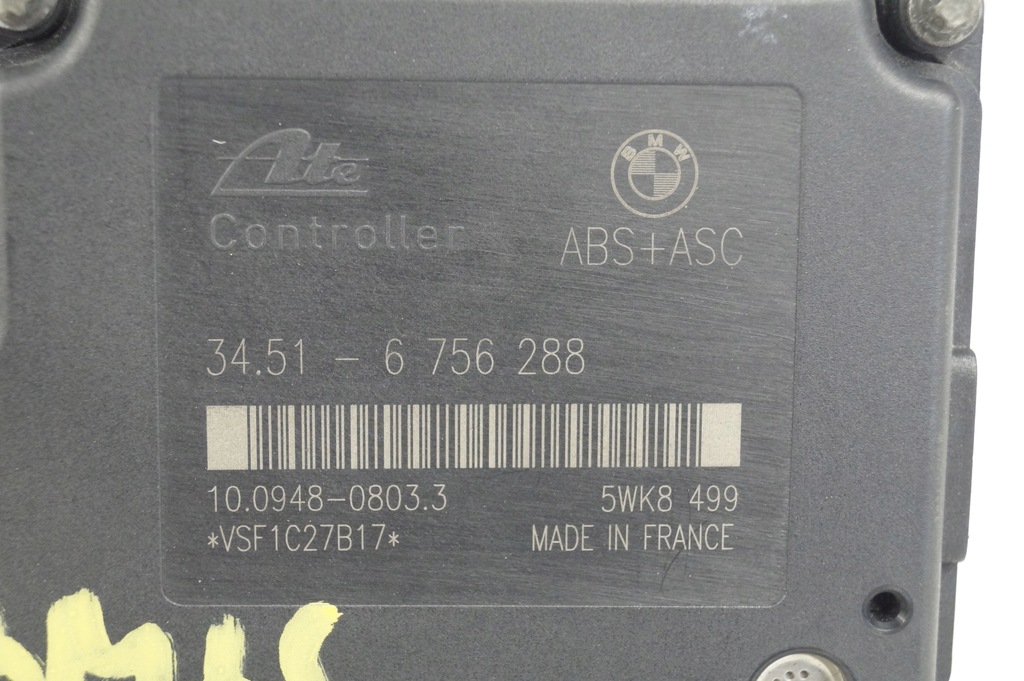 Ate
BMW
Controller
ABS+ASC
34.51 - 6 756 288
10.0948-0803.3 5WK8 499
*VSF1C27B17* MADE IN FRANCE